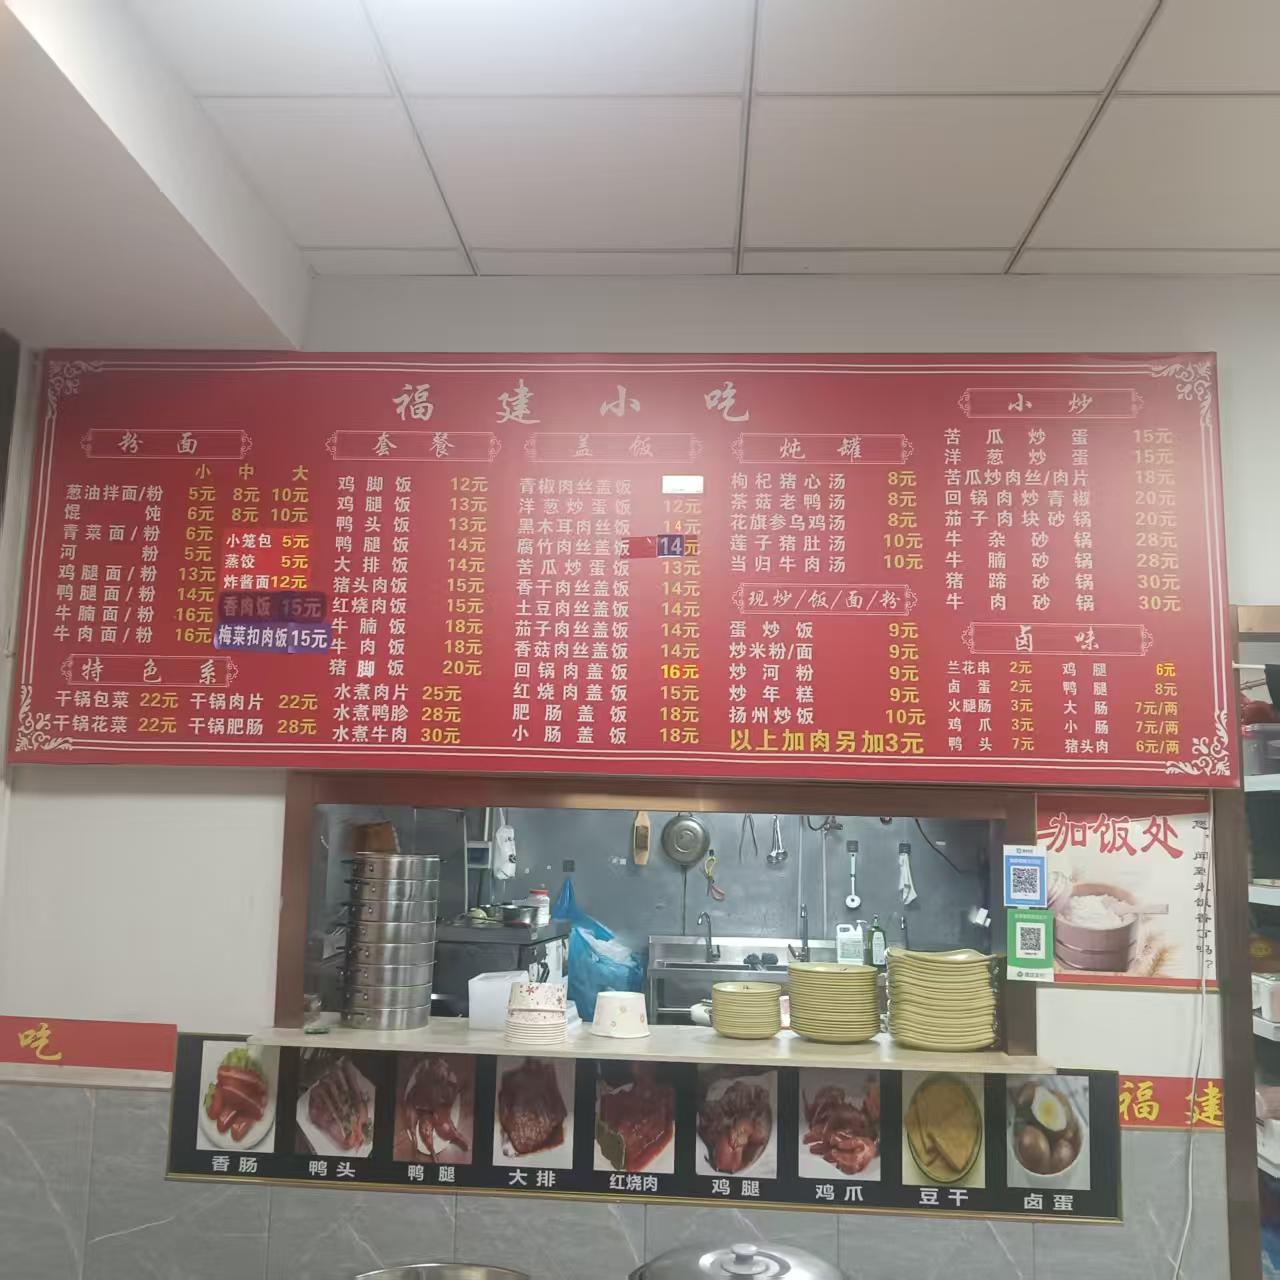 福建小吃
粉面
小 中 大
葱油拌面/粉 5元 8元 10元
馄饨 6元 8元 10元
青菜面/粉 6元
河粉 5元
鸡腿面/粉 13元
鸭腿面/粉 14元
牛腩面/粉 16元
牛肉面/粉 16元
小笼包 5元
蒸饺 5元
炸酱面12元
香肉饭 15元
梅菜扣肉饭15元
特色系
干锅包菜 22元 干锅肉片 22元
干锅花菜 22元 干锅肥肠 28元
套餐
鸡脚饭 12元
鸡腿饭 13元
鸭头饭 13元
鸭腿饭 14元
大排饭 14元
猪头肉饭 15元
红烧肉饭 15元
牛腩饭 18元
牛肉饭 18元
猪脚饭 20元
水煮肉片 25元
水煮鸭胗 28元
水煮牛肉 30元
盖饭
青椒肉丝盖饭
洋葱炒蛋饭 12元
黑木耳肉丝饭 14元
腐竹肉丝盖饭 14元
苦瓜炒蛋饭 13元
香干肉丝盖饭 14元
土豆肉丝盖饭 14元
茄子肉丝盖饭 14元
香菇肉丝盖饭 14元
回锅肉盖饭 16元
红烧肉盖饭 15元
肥肠盖饭 18元
小肠盖饭 18元
炖罐
枸杞猪心汤 8元
茶菇老鸭汤 8元
花旗参乌鸡汤 8元
莲子猪肚汤 10元
当归牛肉汤 10元
现炒/饭/面/粉
蛋炒饭 9元
炒米粉/面 9元
炒河粉 9元
炒年糕 9元
扬州炒饭 10元
以上加肉另加3元
小炒
苦瓜炒蛋 15元
洋葱炒蛋 15元
苦瓜炒肉丝/肉片 18元
回锅肉炒青椒 20元
茄子肉块砂锅 20元
牛杂砂锅 28元
牛腩砂锅 28元
猪蹄砂锅 30元
牛肉砂锅 30元
卤味
兰花串 2元 鸡腿 6元
卤蛋 2元 鸭腿 8元
火腿肠 3元 大肠 7元/两
鸡爪 3元 小肠 7元/两
鸭头 7元 猪头肉 6元/两
加饭处
您，闻到米饭香了吗？
吃
福建
香肠
鸭头
鸭腿
大排
红烧肉
鸡腿
鸡爪
豆干
卤蛋